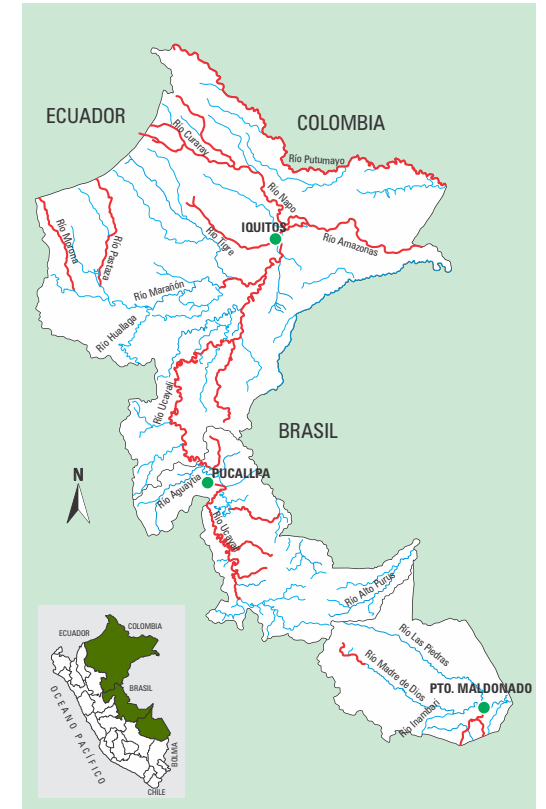 ECUADOR
COLOMBIA
Río Curaray
Río Putumayo
Río Napo
IQUITOS
Río Amazonas
Río Tigre
Río Morona
Río Pastaza
Río Marañón
Río Huallaga
Río Ucayali
BRASIL
N
PUCALLPA
Río Aguaytía
Río Ucayali
Río Alto Purus
Río Las Piedras
Río Madre de Dios
PTO. MALDONADO
Río Inambari
COLOMBIA
ECUADOR
BRASIL
OCEANO PACÍFICO
BOLIVIA
CHILE